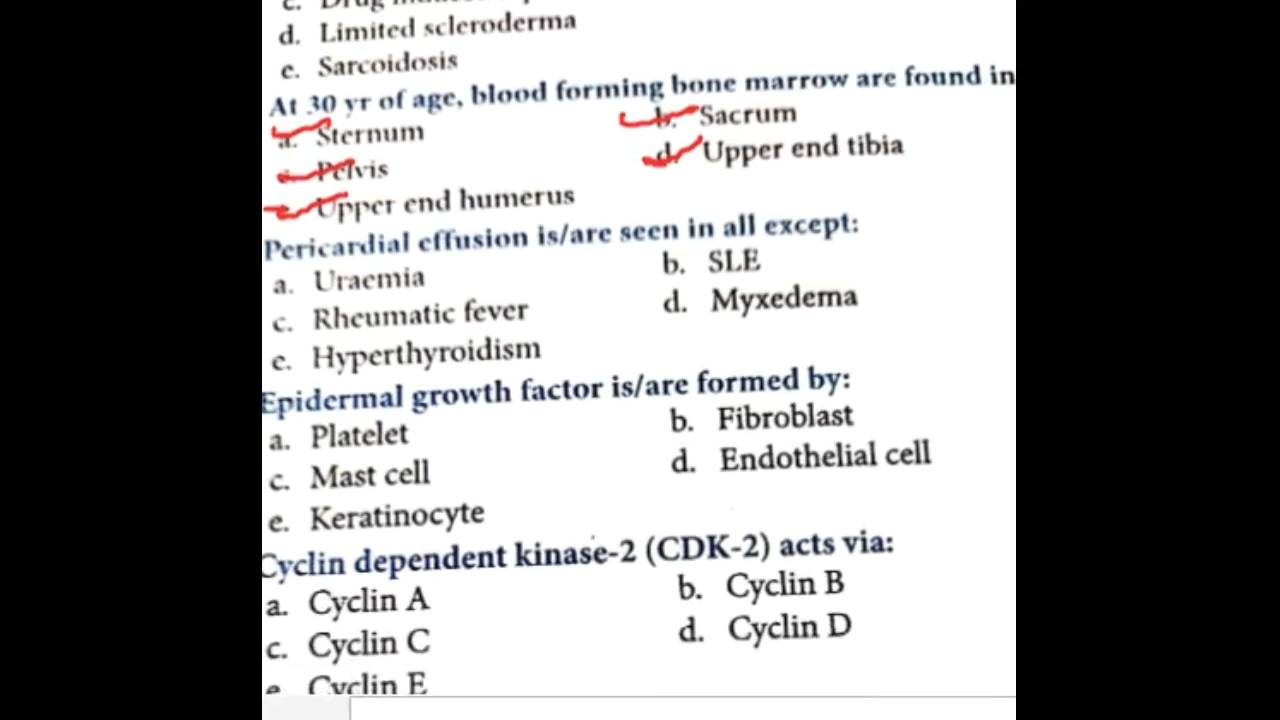 d. Limited scleroderma
e. Sarcoidosis
At 30 yr of age, blood forming bone marrow are found in
a. Sternum b. Sacrum
c. Pelvis d. Upper end tibia
e. Upper end humerus
Pericardial effusion is/are seen in all except:
a. Uraemia b. SLE
c. Rheumatic fever d. Myxedema
e. Hyperthyroidism
Epidermal growth factor is/are formed by:
a. Platelet b. Fibroblast
c. Mast cell d. Endothelial cell
e. Keratinocyte
Cyclin dependent kinase-2 (CDK-2) acts via:
a. Cyclin A b. Cyclin B
c. Cyclin C d. Cyclin D
e Cyclin E